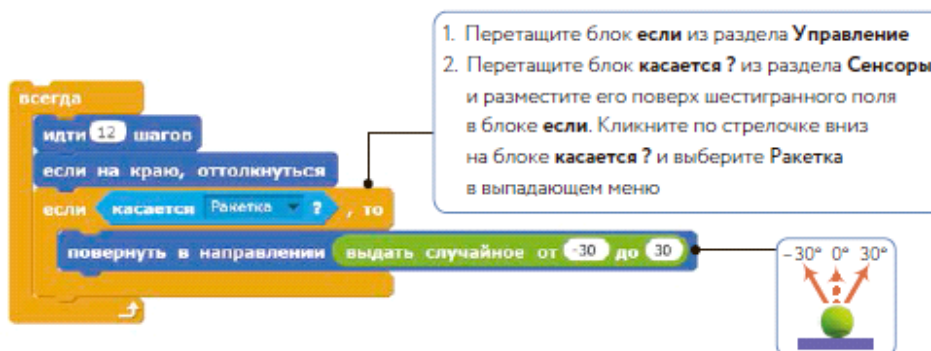 1. Перетащите блок если из раздела Управление
2. Перетащите блок касается ? из раздела Сенсоры
и разместите его поверх шестигранного поля
в блоке если. Кликните по стрелочке вниз
на блоке касается ? и выберите Ракетка
в выпадающем меню
всегда
идти 12 шагов
если на краю, оттолкнуться
если касается Ракетка ? , то
повернуть в направлении выдать случайное от -30 до 30
-30° 0° 30°